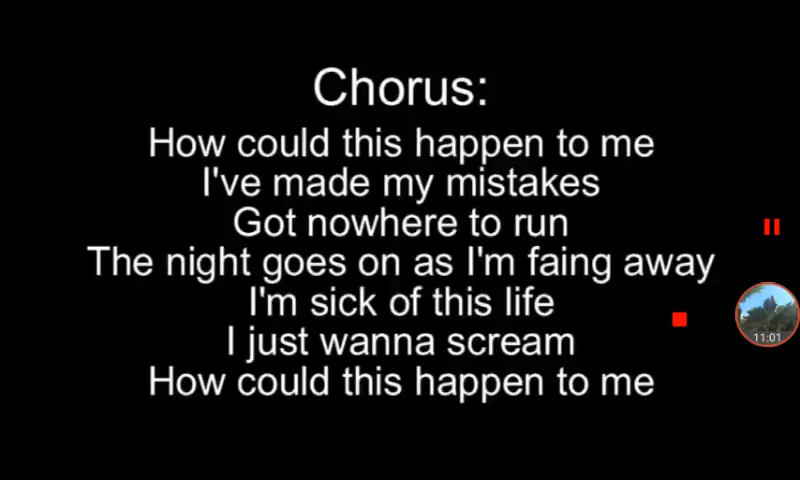 Chorus:
How could this happen to me
I've made my mistakes
Got nowhere to run
The night goes on as I'm faing away
I'm sick of this life
I just wanna scream
How could this happen to me
11:01